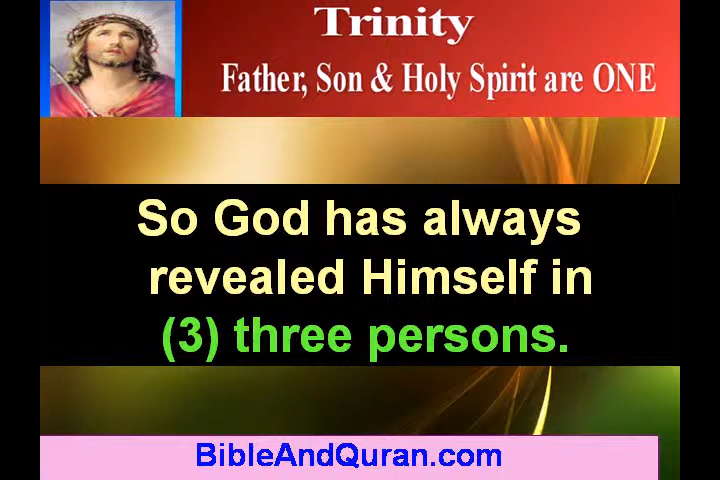 Trinity
Father, Son & Holy Spirit are ONE
So God has always
revealed Himself in
(3) three persons.
BibleAndQuran.com